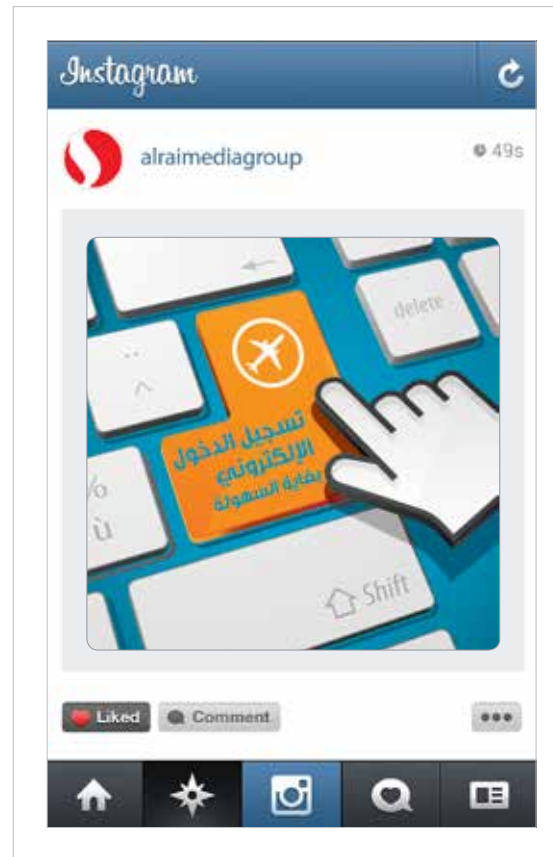 Instagram
alraimediagroup
49s
delete
تسجيل الدخول
الإلكتروني
بغاية السهولة
%
ù
Shift
Liked
Comment